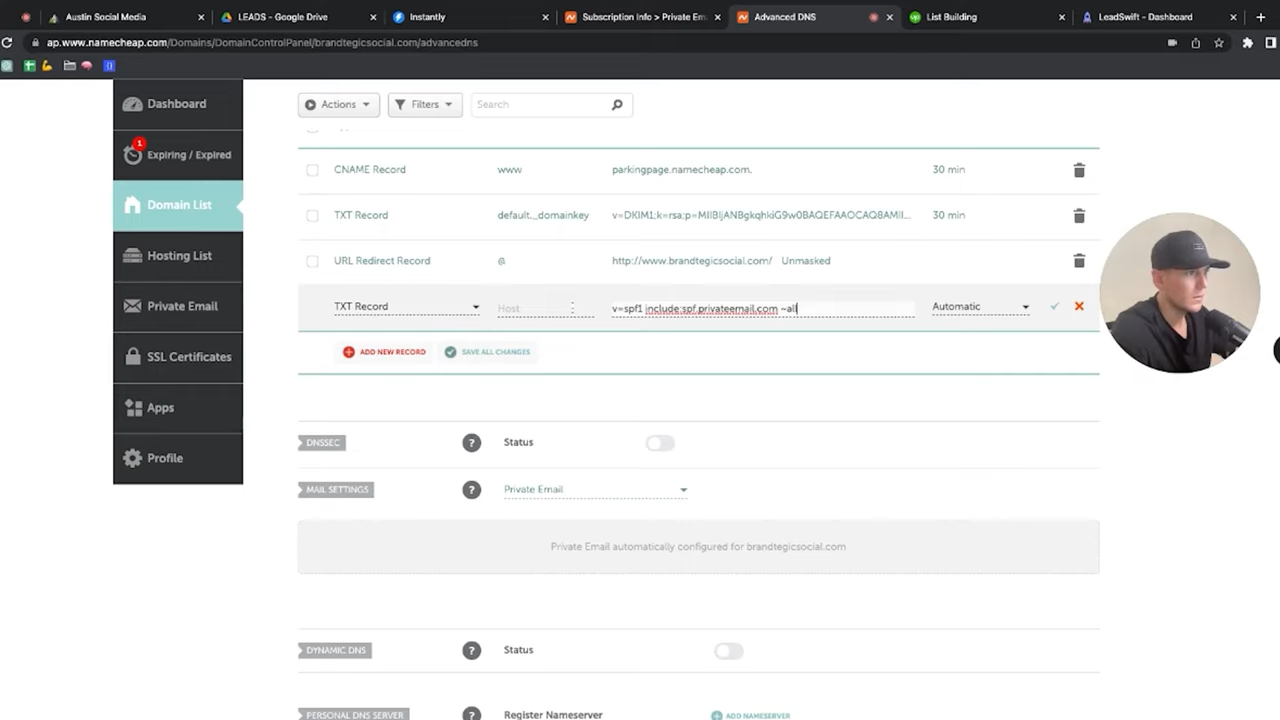 Austin Social Media
LEADS - Google Drive
Instantly
Subscription Info > Private Em
Advanced DNS
List Building
LeadSwift - Dashboard
ap.www.namecheap.com/Domains/DomainControlPanel/brandtegicsocial.com/advancedns
Dashboard
1
Expiring / Expired
Domain List
Hosting List
Private Email
SSL Certificates
Apps
Profile
Actions
Filters
Search
CNAME Record www parkingpage.namecheap.com. 30 min
TXT Record default._domainkey v=DKIM1;k=rsa;p=MIIBIjANBgkqhkiG9w0BAQEFAAOCAQ8AMII... 30 min
URL Redirect Record @ http://www.brandtegicsocial.com/ Unmasked
TXT Record Host v=spf1 include:spf.privateemail.com ~all Automatic
ADD NEW RECORD SAVE ALL CHANGES
DNSSEC ? Status
MAIL SETTINGS ? Private Email
Private Email automatically configured for brandtegicsocial.com
DYNAMIC DNS ? Status
PERSONAL DNS SERVER ? Register Nameserver ADD NAMESERVER